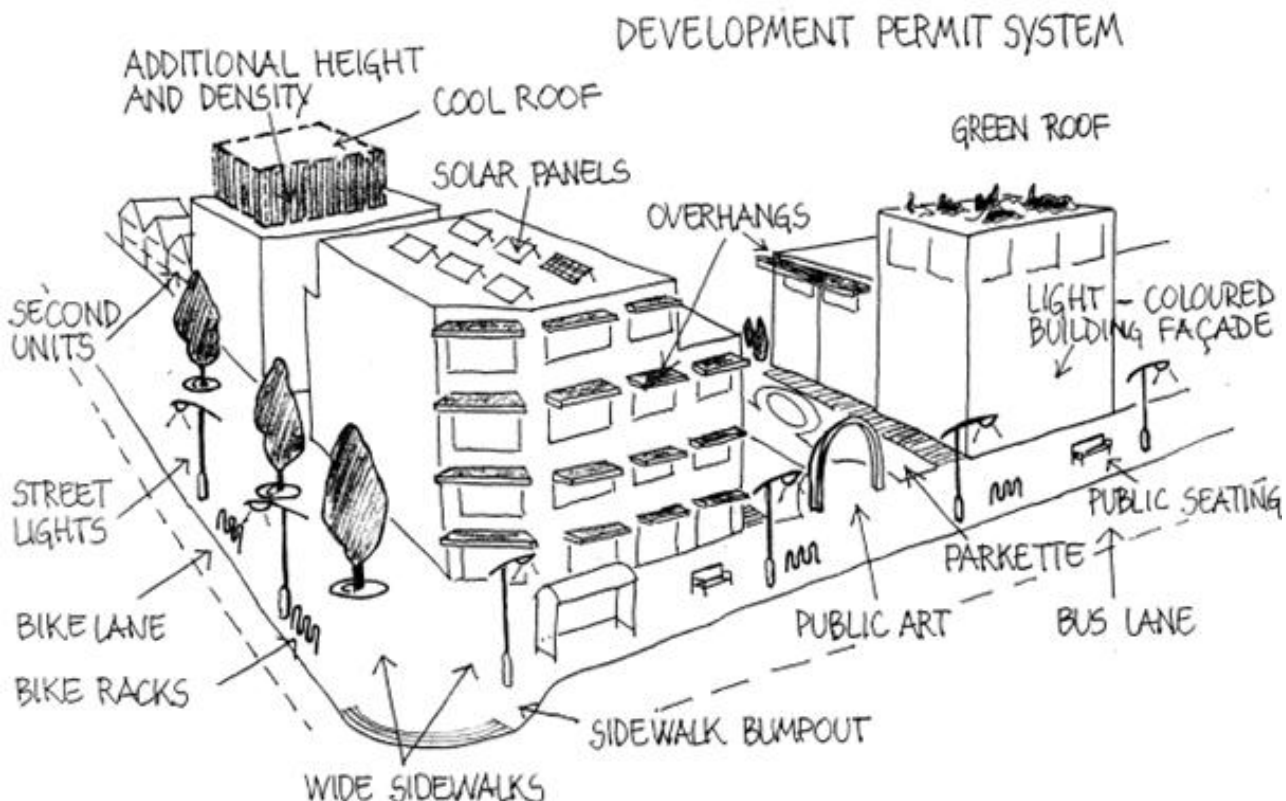 DEVELOPMENT PERMIT SYSTEM
ADDITIONAL HEIGHT
AND DENSITY
COOL ROOF
GREEN ROOF
SOLAR PANELS
OVERHANGS
SECOND
UNITS
LIGHT - COLOURED
BUILDING FAÇADE
STREET
LIGHTS
PUBLIC SEATING
PARKETTE
BIKE LANE
PUBLIC ART
BUS LANE
BIKE RACKS
SIDEWALK BUMPOUT
WIDE SIDEWALKS